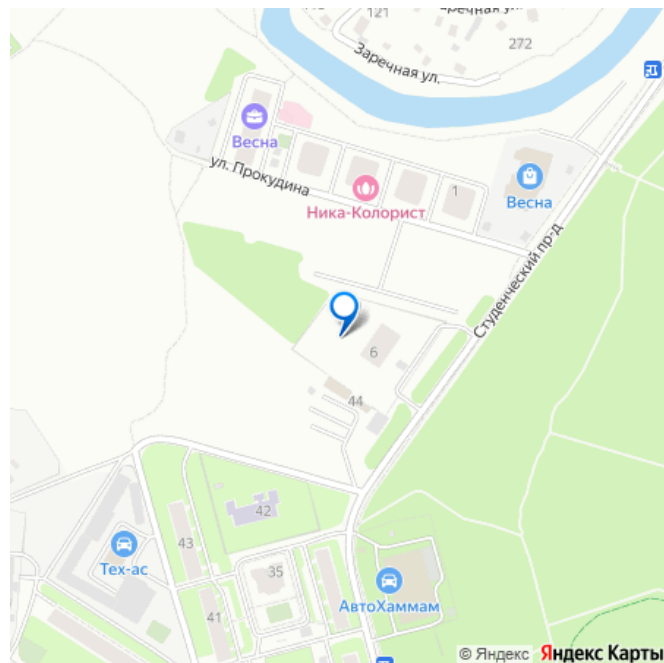 121
Заречная ул.
272
Весна
ул. Прокудина
Ника-Колорист
1
Весна
Студенческий пр-д
6
44
42
43
Тех-ас
35
41
АвтоХаммам
© Яндекс Яндекс Карты